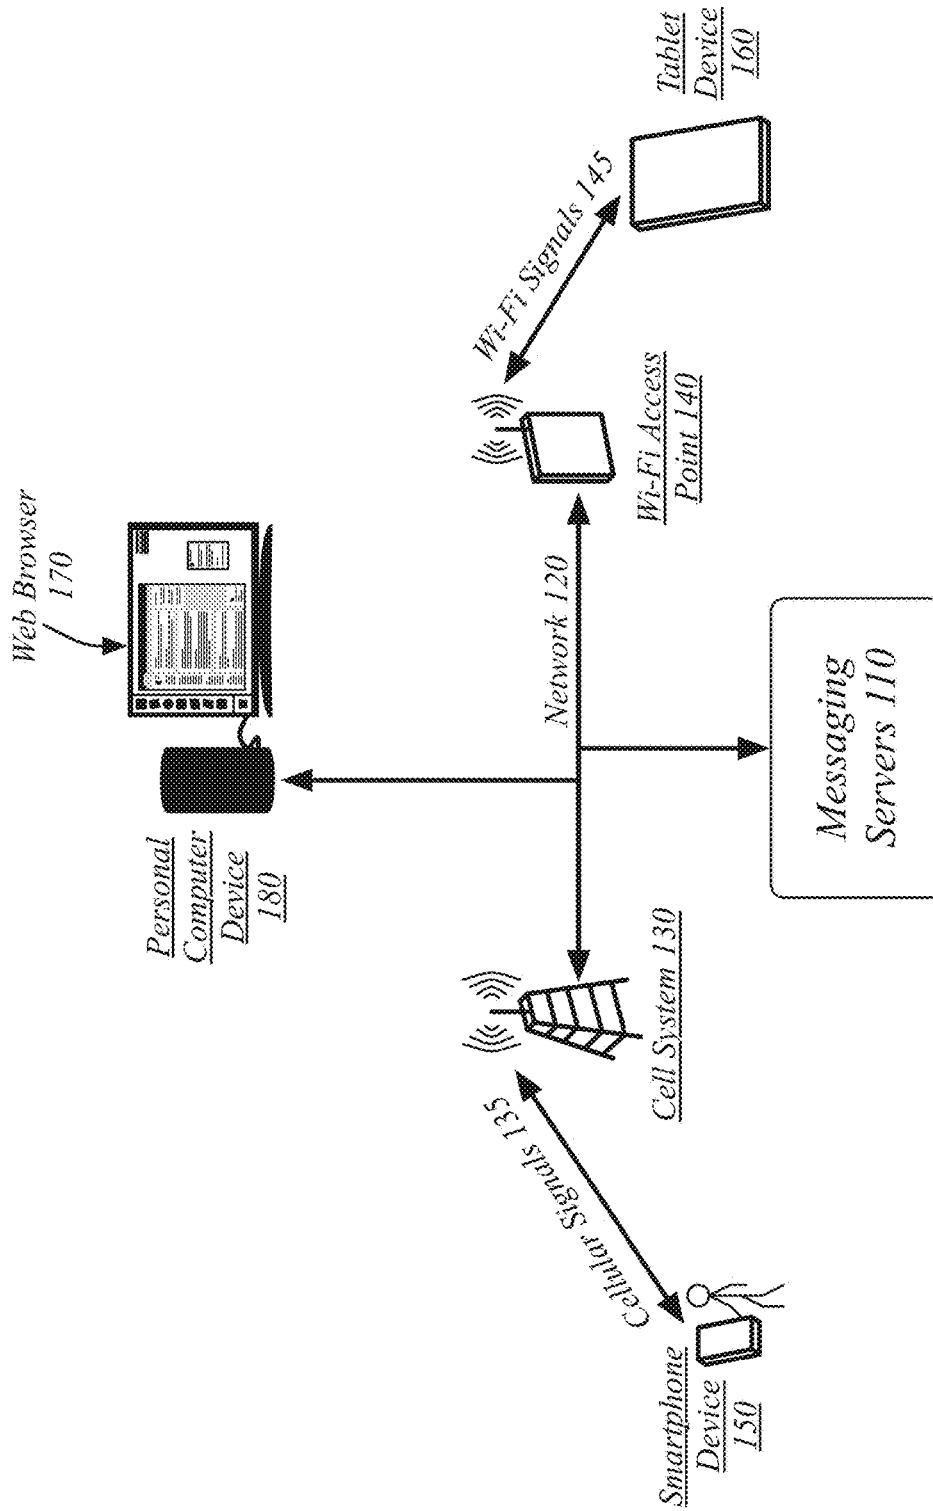 Web Browser
170
Personal
Computer
Device
180
Network 120
Wi-Fi Signals 145
Tablet
Device
160
Wi-Fi Access
Point 140
Cellular Signals 135
Cell System 130
Smartphone
Device
150
Messaging
Servers 110